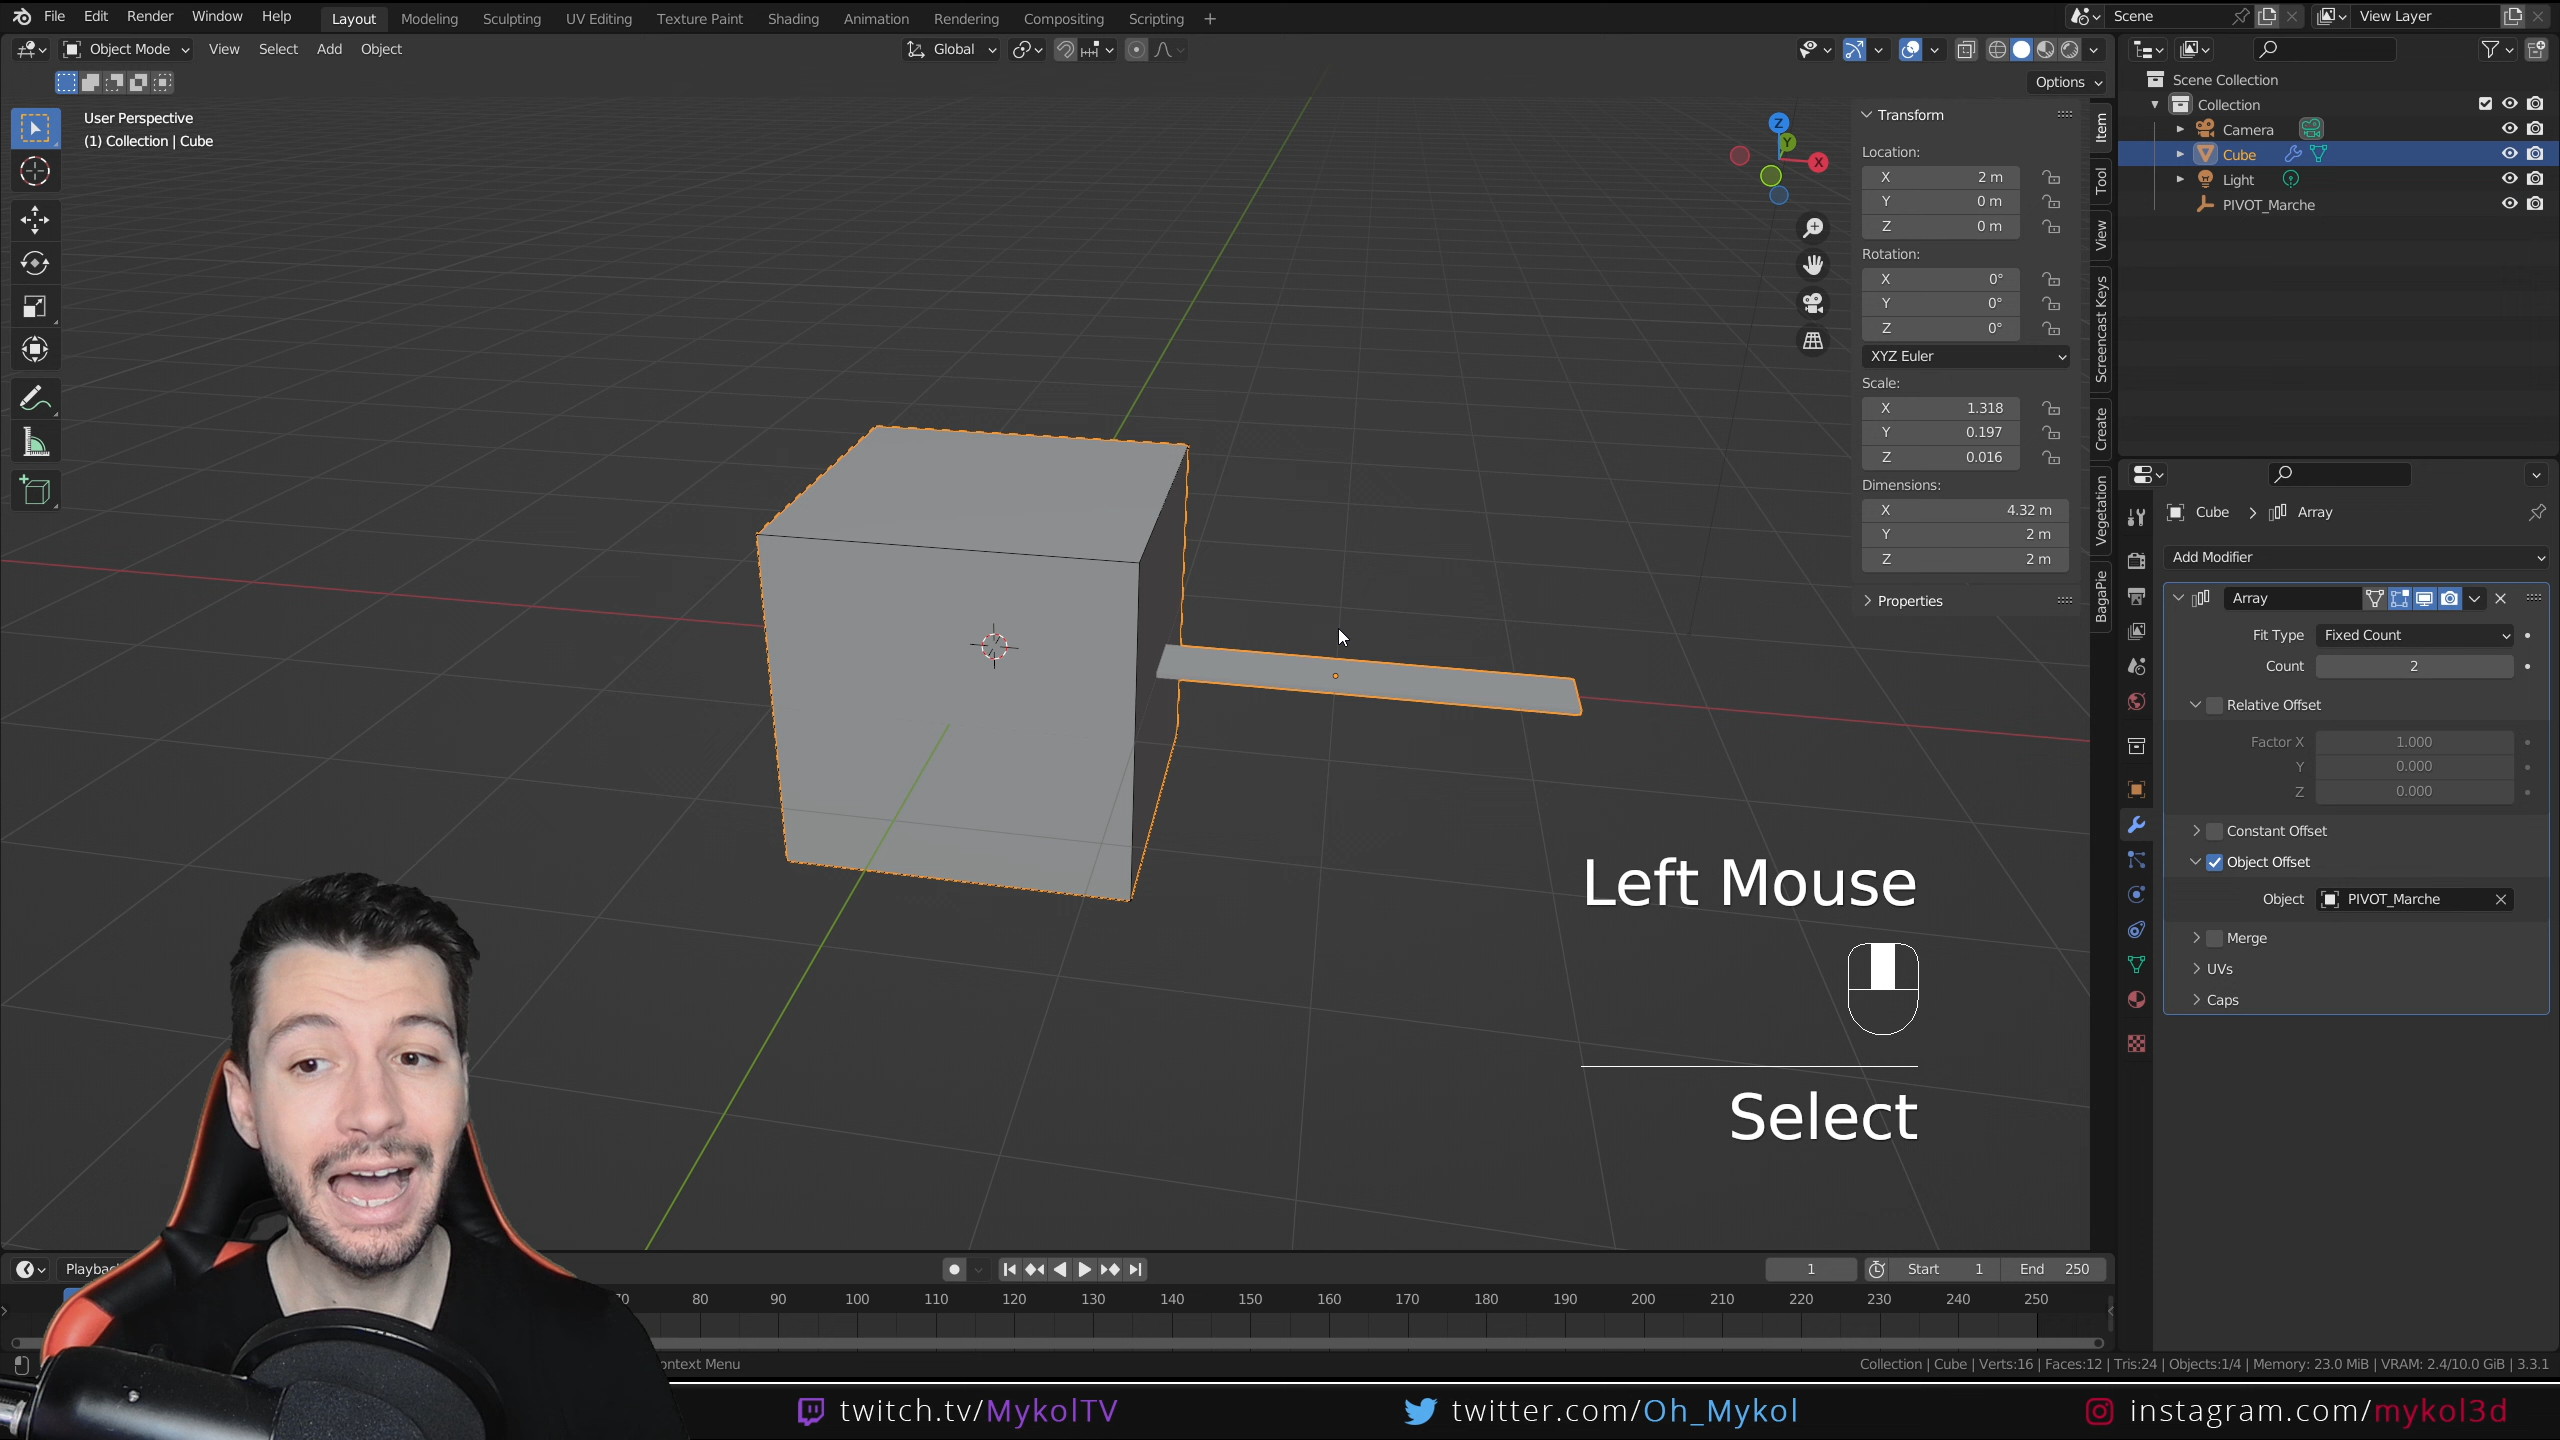 File Edit Render Window Help Layout Modeling Sculpting UV Editing Texture Paint Shading Animation Rendering Compositing Scripting + Scene View Layer
Object Mode View Select Add Object Global
Options
User Perspective
(1) Collection | Cube
Z
Y
X
Transform
Location:
X 2 m
Y 0 m
Z 0 m
Rotation:
X 0°
Y 0°
Z 0°
XYZ Euler
Scale:
X 1.318
Y 0.197
Z 0.016
Dimensions:
X 4.32 m
Y 2 m
Z 2 m
Properties
Item
Tool
View
Screencast Keys
Create
Vegetation
BagaPie
Scene Collection
Collection
Camera
Cube
Light
PIVOT_Marche
Cube > Array
Add Modifier
Array
Fit Type Fixed Count
Count 2
Relative Offset
Factor X 1.000
Y 0.000
Z 0.000
Constant Offset
Object Offset
Object PIVOT_Marche
Merge
UVs
Caps
Left Mouse
Select
1 Start 1 End 250
80 90 100 110 120 130 140 150 160 170 180 190 200 210 220 230 240 250
ontext Menu
Collection | Cube | Verts:16 | Faces:12 | Tris:24 | Objects:1/4 | Memory: 23.0 MiB | VRAM: 2.4/10.0 GiB | 3.3.1
twitch.tv/MykolTV twitter.com/Oh_Mykol instagram.com/mykol3d